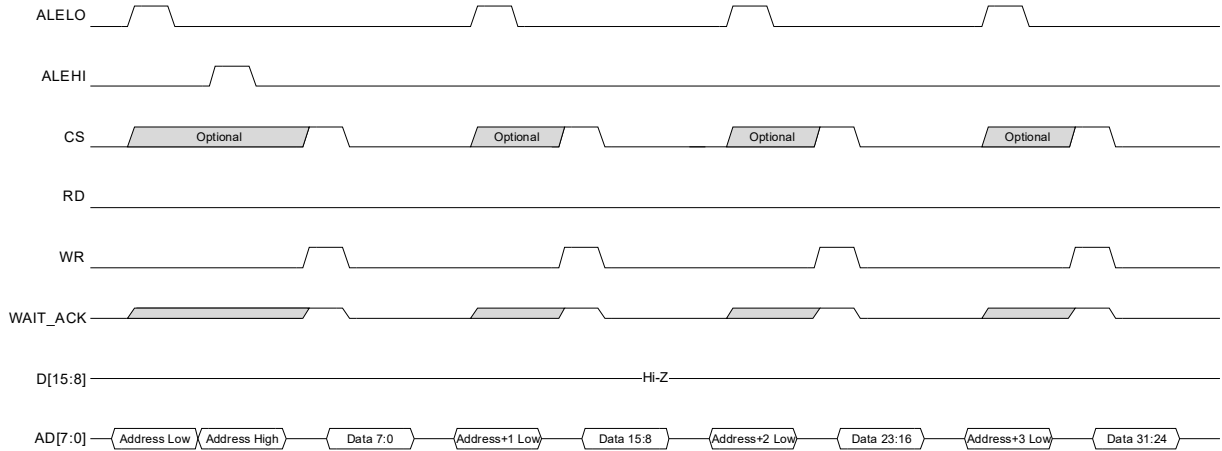 ALELO
ALEHI
CS Optional Optional Optional Optional
RD
WR
WAIT_ACK
D[15:8] Hi-Z
AD[7:0] Address Low Address High Data 7:0 Address+1 Low Data 15:8 Address+2 Low Data 23:16 Address+3 Low Data 31:24